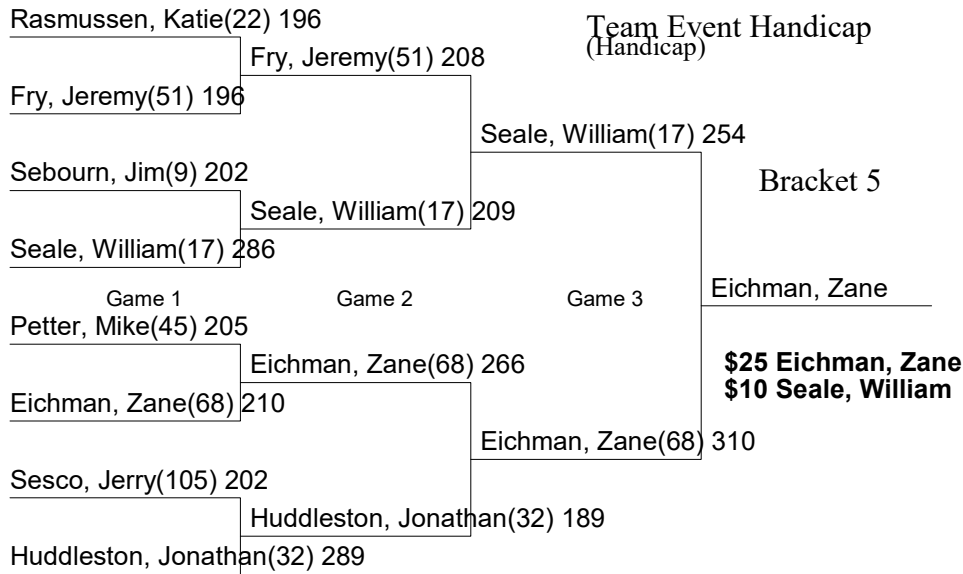 Rasmussen, Katie(22) 196
Team Event Handicap
(Handicap)
Fry, Jeremy(51) 208
Fry, Jeremy(51) 196
Seale, William(17) 254
Sebourn, Jim(9) 202
Bracket 5
Seale, William(17) 209
Seale, William(17) 286
Game 1
Game 2
Game 3
Eichman, Zane
Petter, Mike(45) 205
Eichman, Zane(68) 266
$25 Eichman, Zane
$10 Seale, William
Eichman, Zane(68) 210
Eichman, Zane(68) 310
Sesco, Jerry(105) 202
Huddleston, Jonathan(32) 189
Huddleston, Jonathan(32) 289